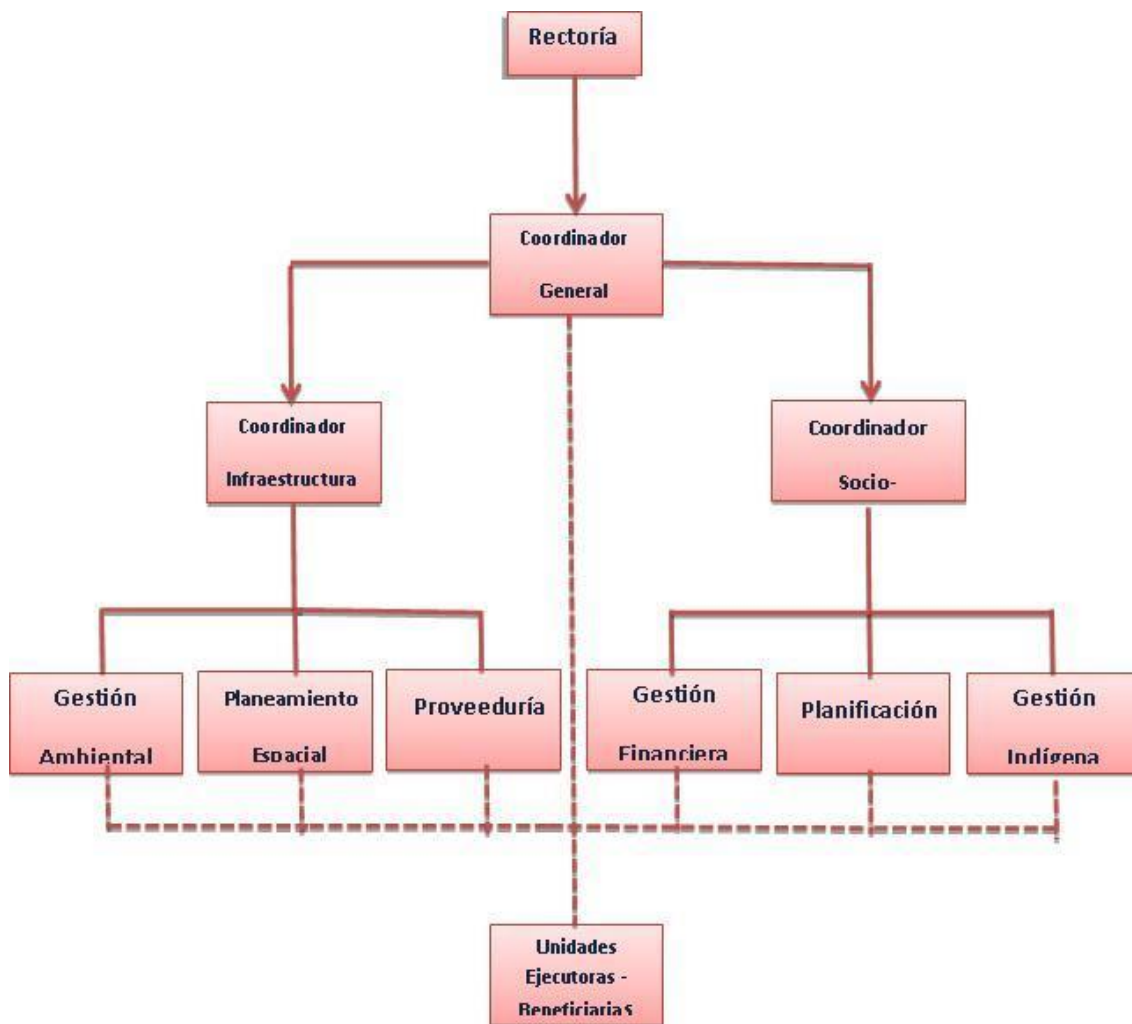 Rectoría
Coordinador
General
Coordinador
Infraestructura
Coordinador
Socio-
Gestión
Ambiental
Planeamiento
Espacial
Proveeduría
Gestión
Financiera
Planificación
Gestión
Indígena
Unidades
Ejecutoras -
Beneficiarias